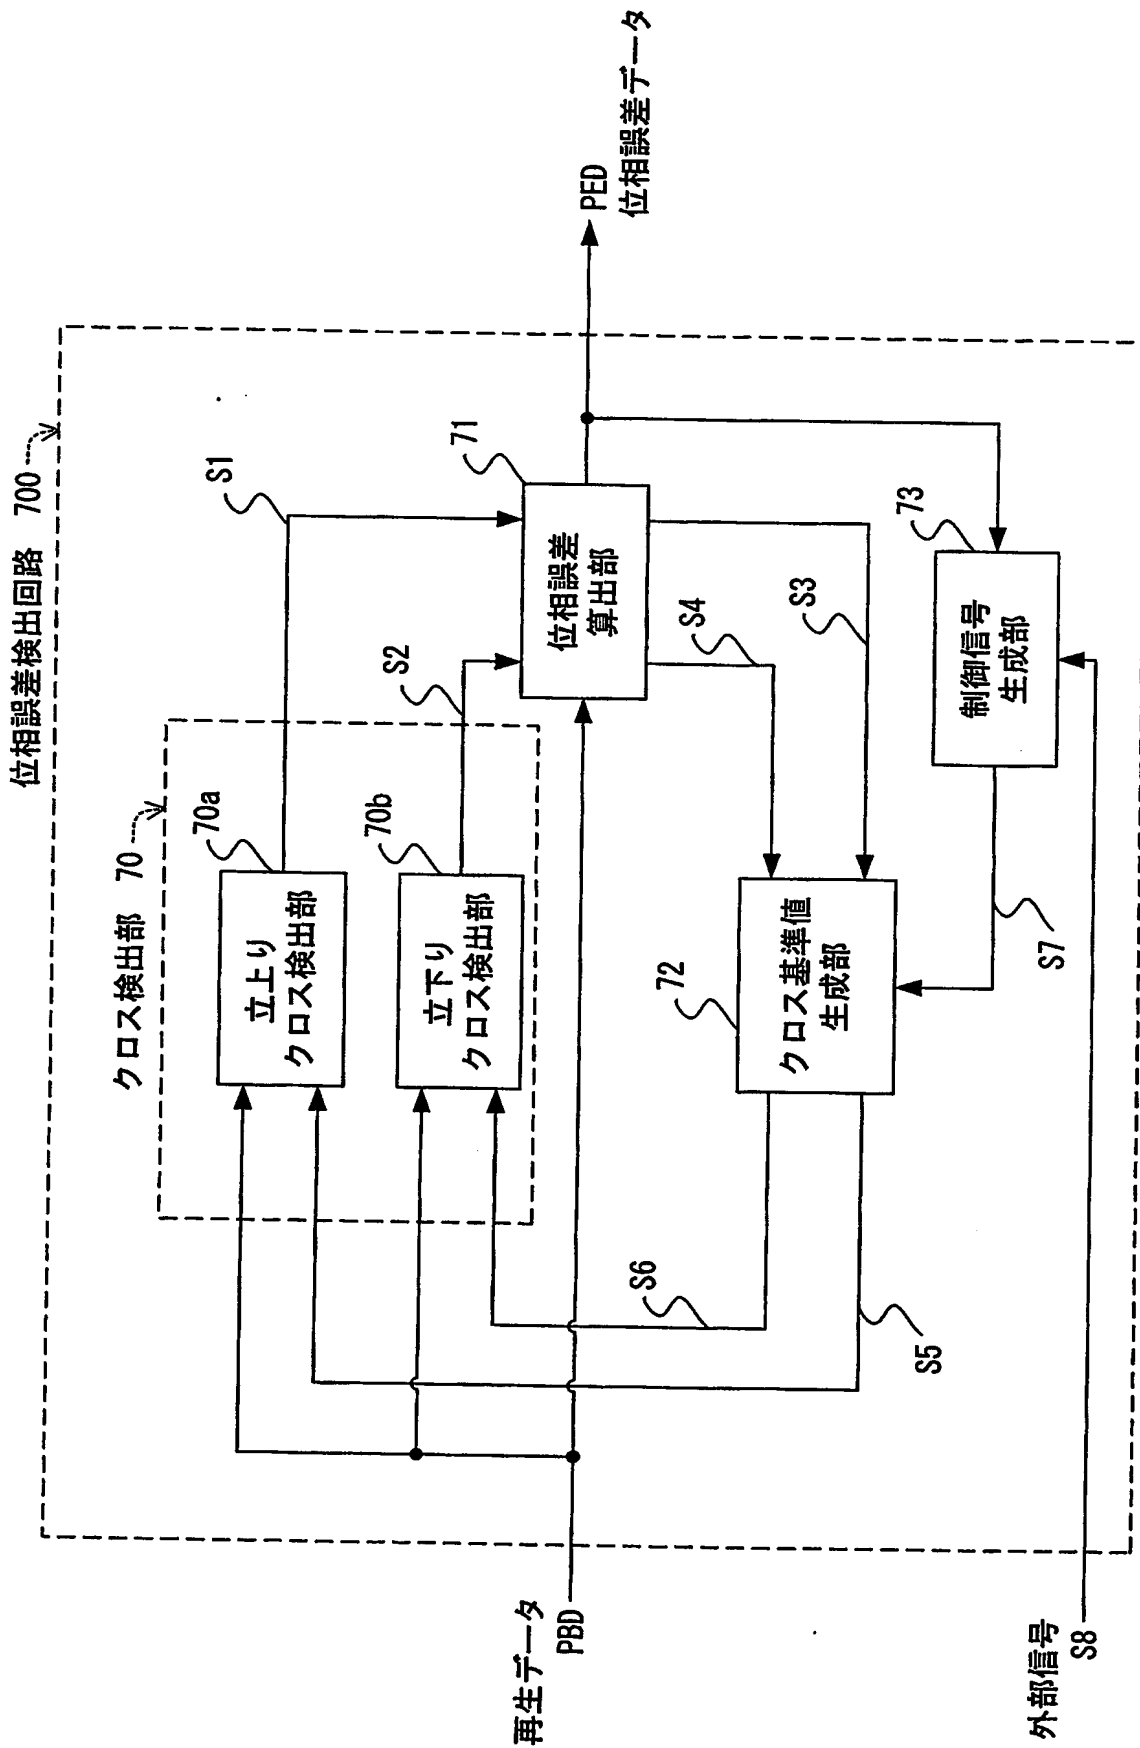 位相誤差検出回路 700
クロス検出部 70
70a
立上り
クロス検出部
S1
70b
立下り
クロス検出部
S2
71
位相誤差
算出部
PED
位相誤差データ
S4
S3
72
クロス基準値
生成部
73
制御信号
生成部
S7
S6
S5
再生データ
PBD
外部信号
S8